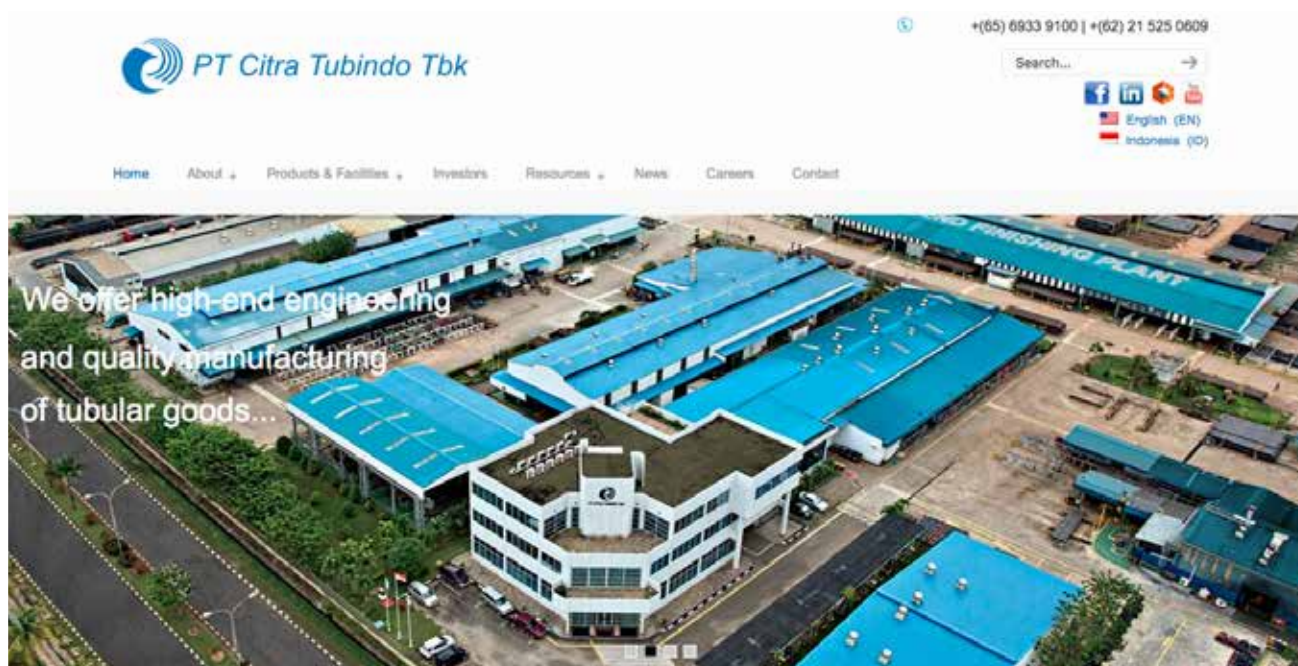 +(65) 6933 9100 | +(62) 21 525 0609
PT Citra Tubindo Tbk
Search...
English (EN)
Indonesia (ID)
Home About Products & Facilities Investors Resources News Careers Contact
FINISHING PLANT
We offer high-end engineering
and quality manufacturing
of tubular goods...